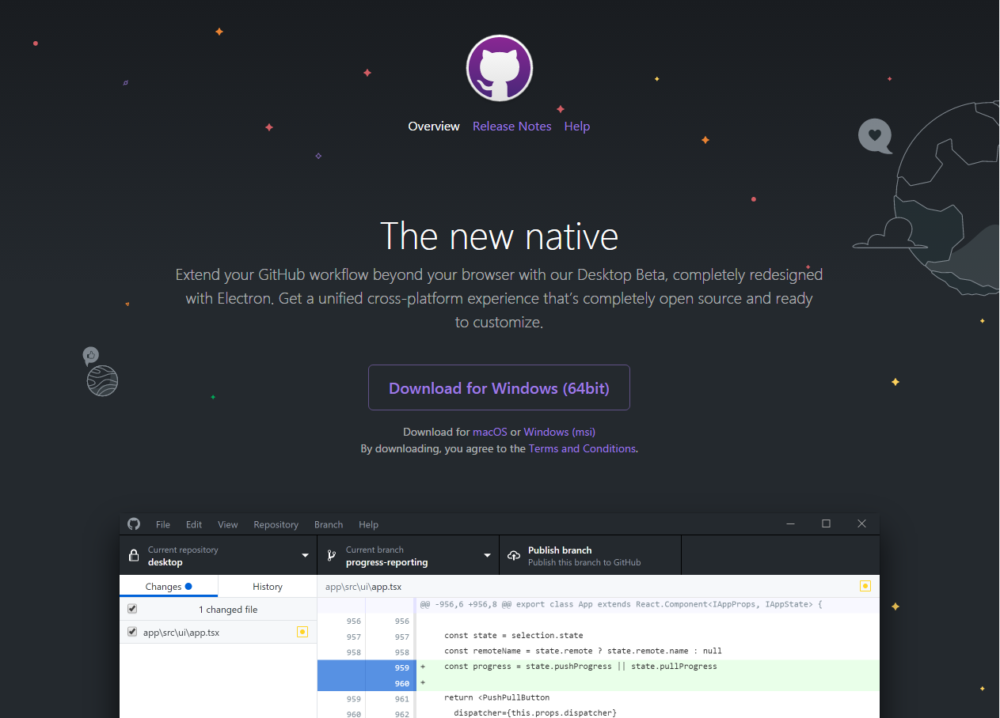 Overview Release Notes Help
The new native
Extend your GitHub workflow beyond your browser with our Desktop Beta, completely redesigned
with Electron. Get a unified cross-platform experience that's completely open source and ready
to customize.
Download for Windows (64bit)
Download for macOS or Windows (msi)
By downloading, you agree to the Terms and Conditions.
File Edit View Repository Branch Help
Current repository
desktop
Current branch
progress-reporting
Publish branch
Publish this branch to GitHub
Changes History
app\src\ui\app.tsx
1 changed file
app\src\ui\app.tsx
@@ -956,6 +956,8 @@ export class App extends React.Component<IAppProps, IAppState> {
956 956
957 957 const state = selection.state
958 958 const remoteName = state.remote ? state.remote.name : null
959 + const progress = state.pushProgress || state.pullProgress
960 +
959 961 return <PushPullButton
960 962 dispatcher={this.props.dispatcher}